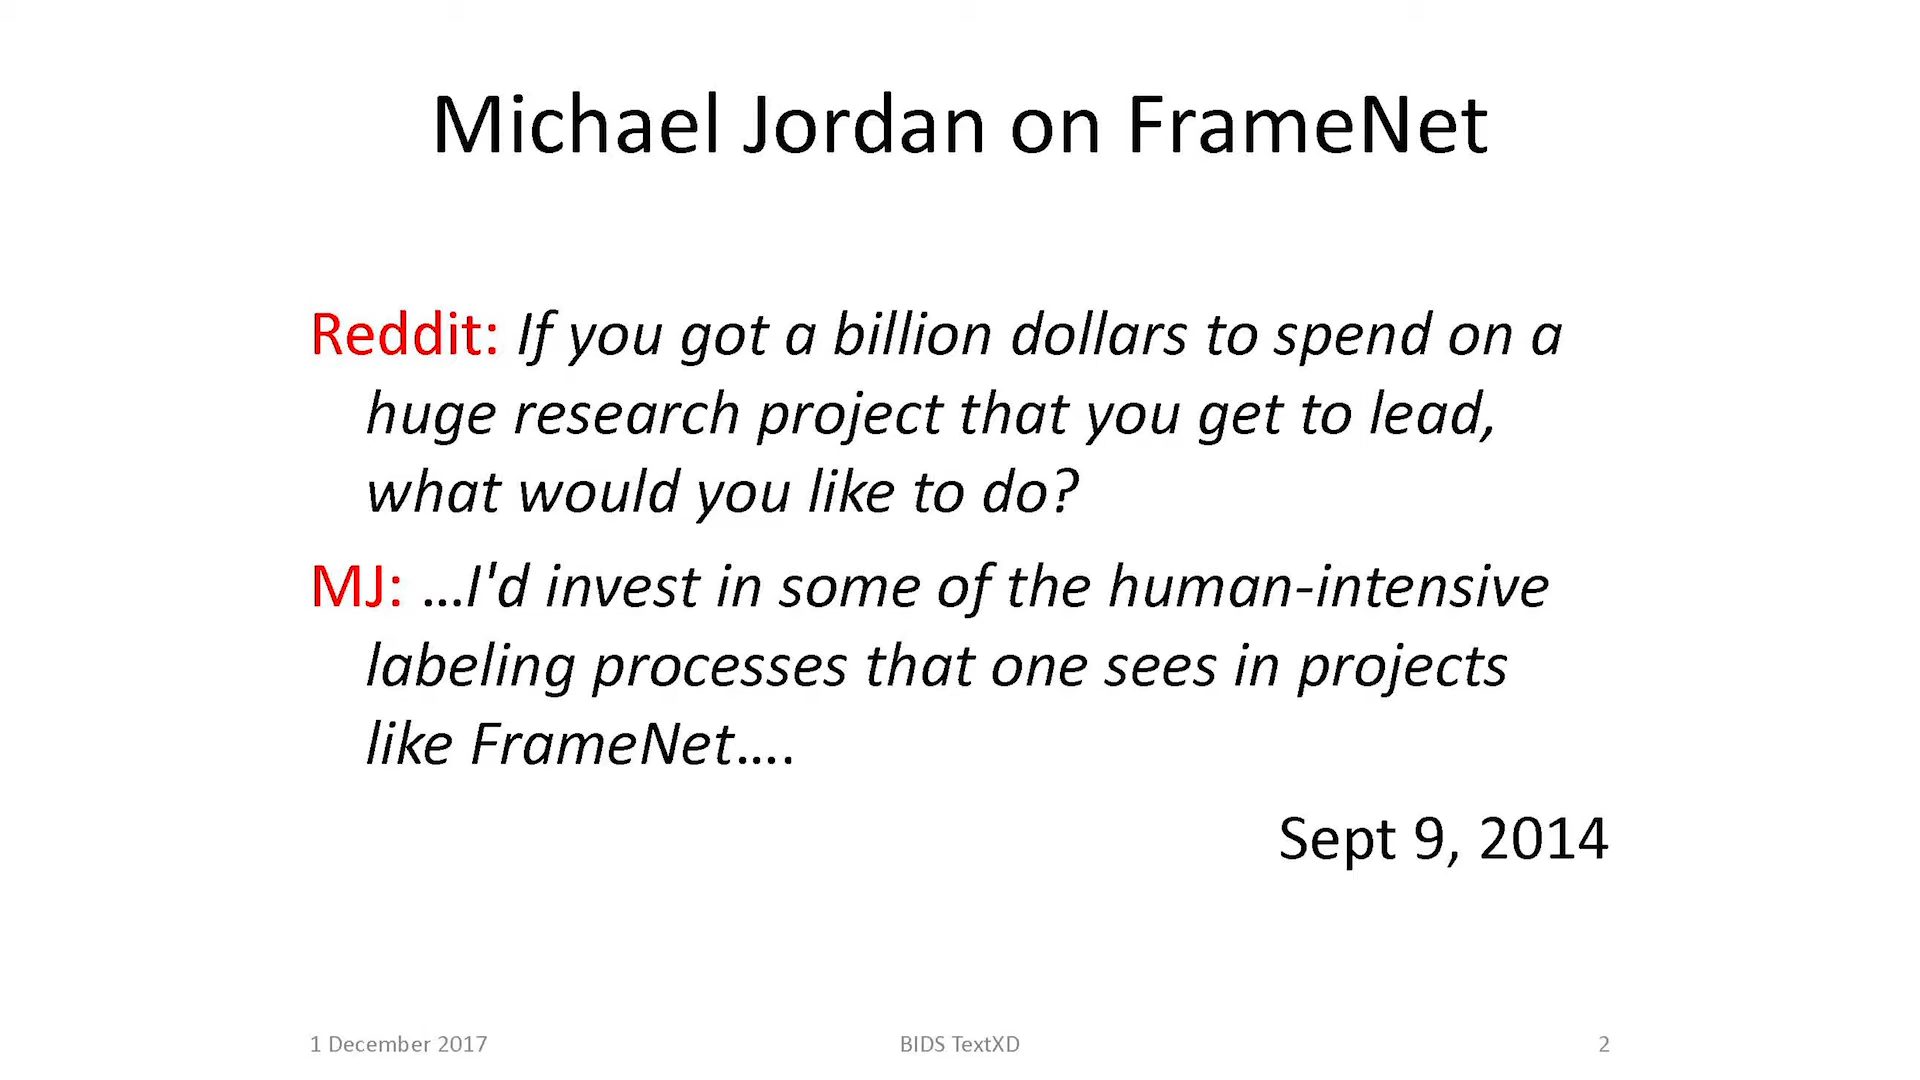 Michael Jordan on FrameNet
Reddit: If you got a billion dollars to spend on a
huge research project that you get to lead,
what would you like to do?
MJ: …I'd invest in some of the human-intensive
labeling processes that one sees in projects
like FrameNet….
Sept 9, 2014
1 December 2017
BIDS TextXD
2